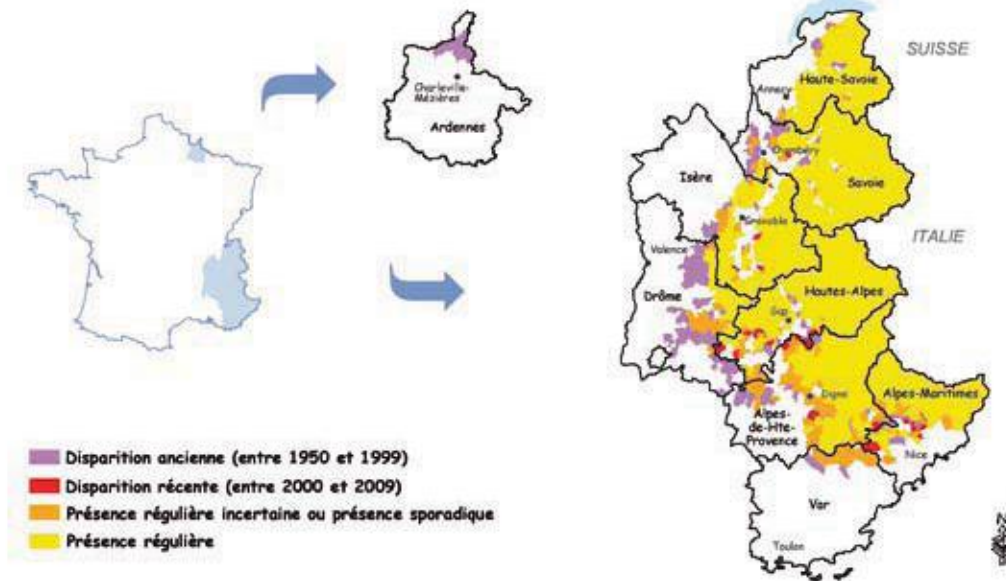 Charleville-
Mézières
Ardennes
SUISSE
Haute-Savoie
Annecy
Chambéry
Savoie
Isère
Grenoble
ITALIE
Valence
Drôme
Hautes-Alpes
Gap
Digne
Alpes-Maritimes
Alpes-
de-Hte-
Provence
Nice
Var
Toulon
Disparition ancienne (entre 1950 et 1999)
Disparition récente (entre 2000 et 2009)
Présence régulière incertaine ou présence sporadique
Présence régulière